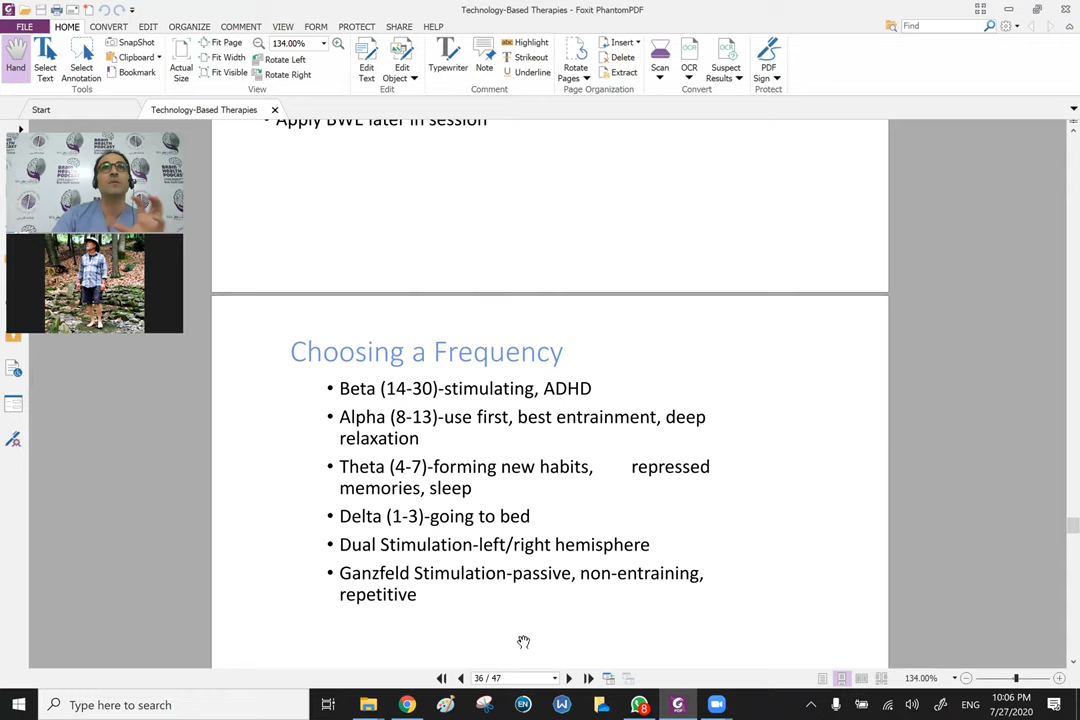 Technology-Based Therapies - Foxit PhantomPDF
FILE HOME CONVERT EDIT ORGANIZE COMMENT VIEW FORM PROTECT SHARE HELP
Find
Hand
Select Text
Select Annotation
SnapShot
Clipboard
Bookmark
Tools
Actual Size
Fit Page
Fit Width
Fit Visible
134.00%
Rotate Left
Rotate Right
View
Edit Text
Edit Object
Edit
Typewriter
Note
Highlight
Strikeout
Underline
Comment
Rotate Pages
Insert
Delete
Extract
Page Organization
Scan
OCR
Suspect Results
Convert
PDF Sign
Protect
Start
Technology-Based Therapies
• Apply BWE later in session
BRAIN HEALTH PODCAST
Choosing a Frequency
• Beta (14-30)-stimulating, ADHD
• Alpha (8-13)-use first, best entrainment, deep
relaxation
• Theta (4-7)-forming new habits, repressed
memories, sleep
• Delta (1-3)-going to bed
• Dual Stimulation-left/right hemisphere
• Ganzfeld Stimulation-passive, non-entraining,
repetitive
36 / 47
134.00%
Type here to search
EN
8
PDF
ENG
10:06 PM
7/27/2020